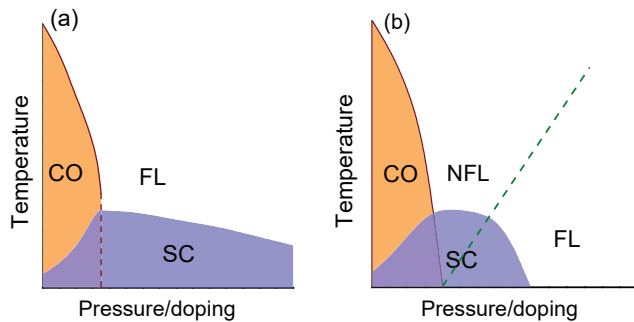 (a)
Temperature
CO
FL
SC
Pressure/doping
(b)
Temperature
CO
NFL
SC
FL
Pressure/doping